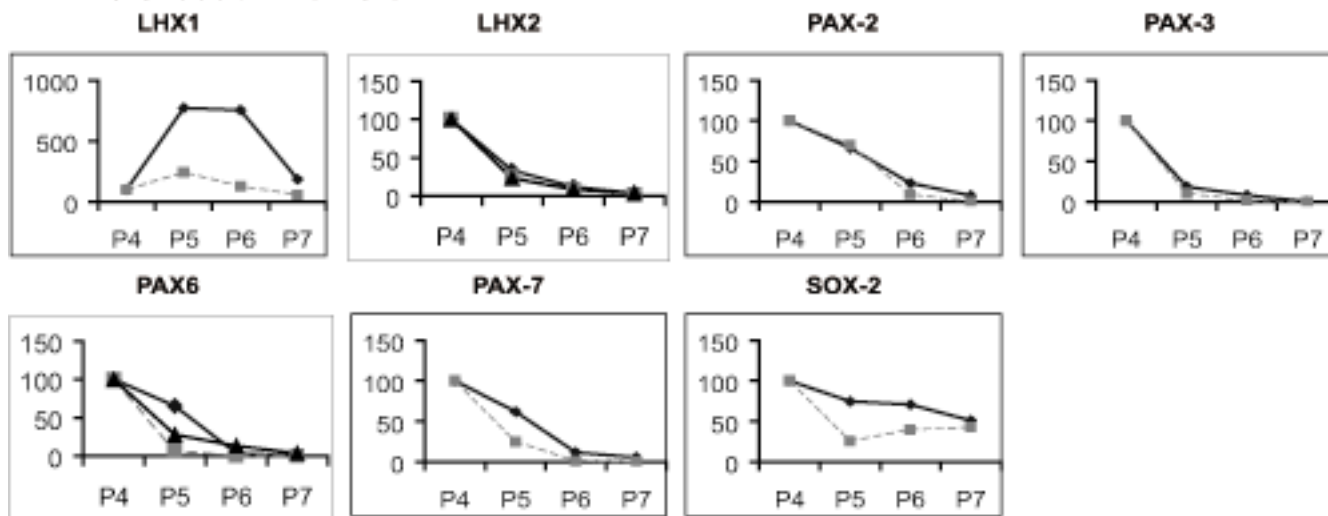 LHX1 LHX2 PAX-2 PAX-3
1000 150 150 150
100 100 100
500 50 50 50
0 0 0 0
P4 P5 P6 P7 P4 P5 P6 P7 P4 P5 P6 P7 P4 P5 P6 P7
PAX6 PAX-7 SOX-2
150 150 150
100 100 100
50 50 50
0 0 0
P4 P5 P6 P7 P4 P5 P6 P7 P4 P5 P6 P7